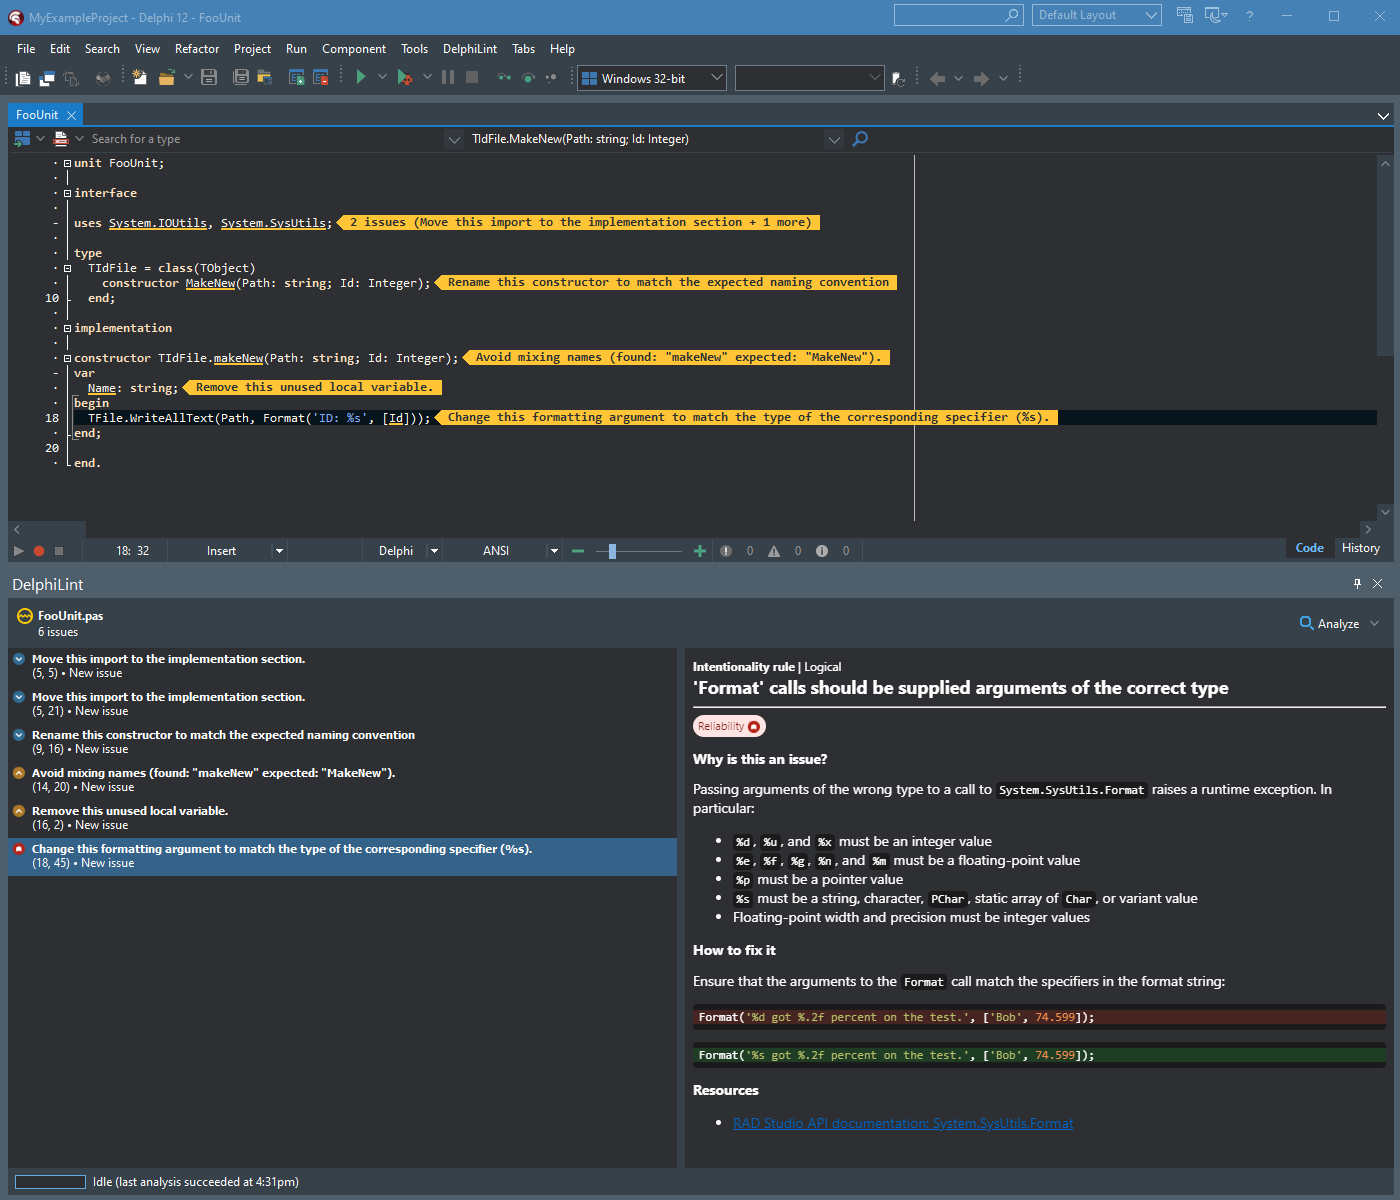 MyExampleProject - Delphi 12 - FooUnit
Default Layout
?
File Edit Search View Refactor Project Run Component Tools DelphiLint Tabs Help
Windows 32-bit
FooUnit
Search for a type
TIdFile.MakeNew(Path: string; Id: Integer)
unit FooUnit;
interface
uses System.IOUtils, System.SysUtils; 2 issues (Move this import to the implementation section + 1 more)
type
TIdFile = class(TObject)
constructor MakeNew(Path: string; Id: Integer); Rename this constructor to match the expected naming convention
10 end;
implementation
constructor TIdFile.makeNew(Path: string; Id: Integer); Avoid mixing names (found: "makeNew" expected: "MakeNew").
var
Name: string; Remove this unused local variable.
begin
18 TFile.WriteAllText(Path, Format('ID: %s', [Id])); Change this formatting argument to match the type of the corresponding specifier (%s).
end;
20
end.
18: 32 Insert Delphi ANSI 0 0 0 Code History
DelphiLint
FooUnit.pas
6 issues
Analyze
Move this import to the implementation section.
(5, 5) • New issue
Move this import to the implementation section.
(5, 21) • New issue
Rename this constructor to match the expected naming convention
(9, 16) • New issue
Avoid mixing names (found: "makeNew" expected: "MakeNew").
(14, 20) • New issue
Remove this unused local variable.
(16, 2) • New issue
Change this formatting argument to match the type of the corresponding specifier (%s).
(18, 45) • New issue
Intentionality rule | Logical
'Format' calls should be supplied arguments of the correct type
Reliability
Why is this an issue?
Passing arguments of the wrong type to a call to System.SysUtils.Format raises a runtime exception. In
particular:
• %d, %u, and %x must be an integer value
• %e, %f, %g, %n, and %m must be a floating-point value
• %p must be a pointer value
• %s must be a string, character, PChar, static array of Char, or variant value
• Floating-point width and precision must be integer values
How to fix it
Ensure that the arguments to the Format call match the specifiers in the format string:
Format('%d got %.2f percent on the test.', ['Bob', 74.599]);
Format('%s got %.2f percent on the test.', ['Bob', 74.599]);
Resources
• RAD Studio API documentation: System.SysUtils.Format
Idle (last analysis succeeded at 4:31pm)